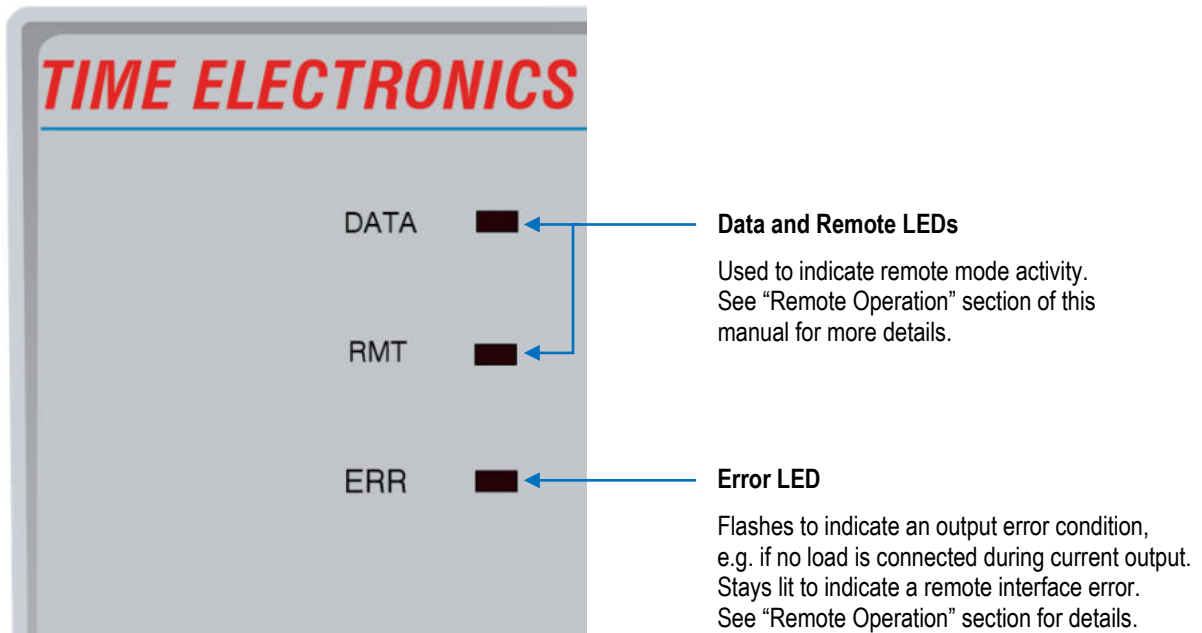 TIME ELECTRONICS
DATA
RMT
ERR
Data and Remote LEDs
Used to indicate remote mode activity.
See “Remote Operation” section of this
manual for more details.
Error LED
Flashes to indicate an output error condition,
e.g. if no load is connected during current output.
Stays lit to indicate a remote interface error.
See “Remote Operation” section for details.